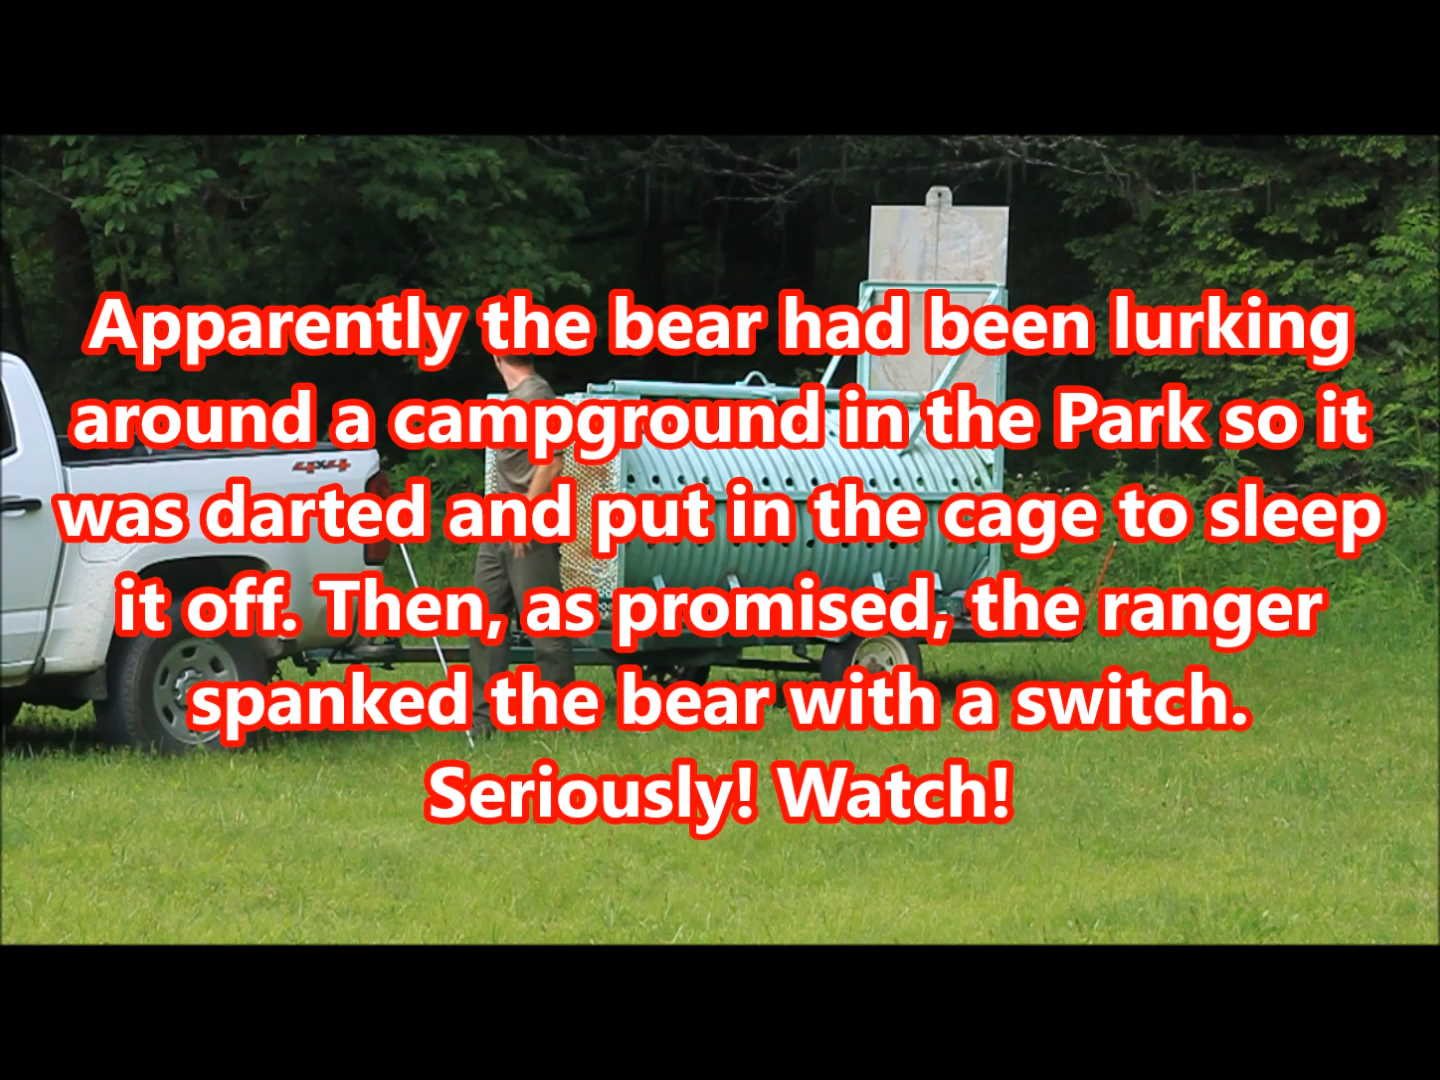 Apparently the bear had been lurking
around a campground in the Park so it
was darted and put in the cage to sleep
it off. Then, as promised, the ranger
spanked the bear with a switch.
Seriously! Watch!
4x4